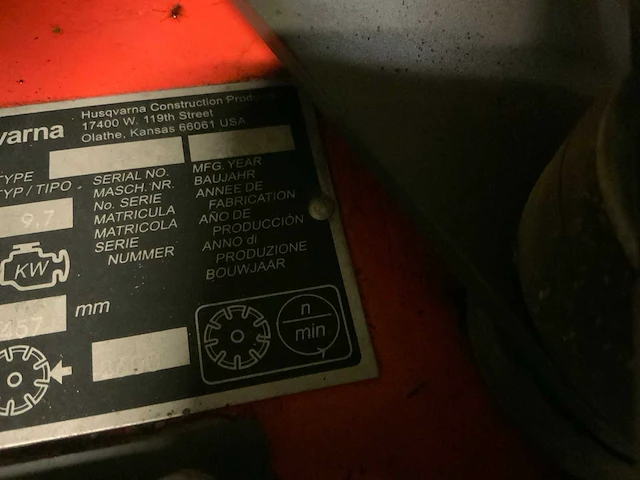 Husqvarna Construction
17400 W. 119th Street
Olathe, Kansas 66061 USA
varna
TYPE
TYP / TIPO
SERIAL NO.
MASCH. NR.
No. SERIE
MATRICULA
MATRICOLA
SERIE
NUMMER
MFG. YEAR
BAUJAHR
ANNEE DE
FABRICATION
AÑO DE
PRODUCCIÓN
ANNO di
PRODUZIONE
BOUWJAAR
9.7
KW
457
mm
n
min